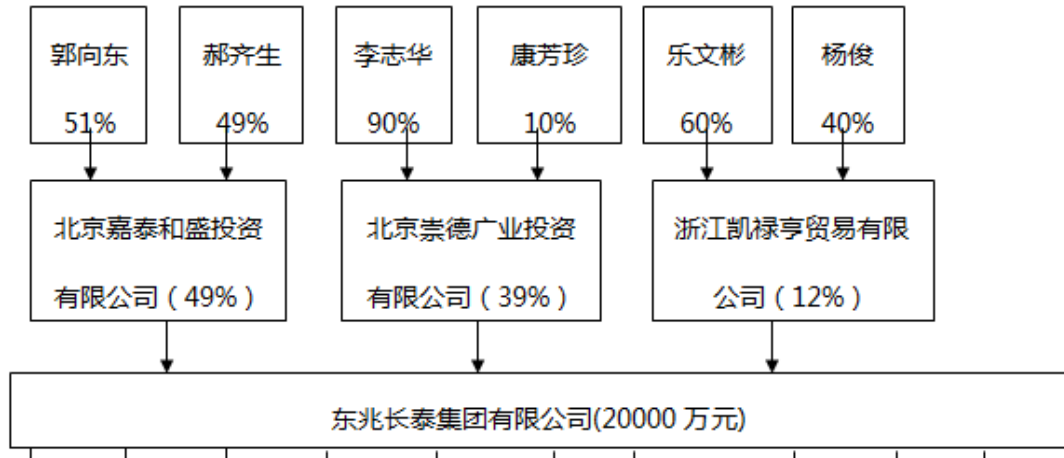 郭向东
51%
郝齐生
49%
李志华
90%
康芳珍
10%
乐文彬
60%
杨俊
40%
北京嘉泰和盛投资
有限公司（49%）
北京崇德广业投资
有限公司（39%）
浙江凯禄亨贸易有限
公司（12%）
东兆长泰集团有限公司(20000 万元)